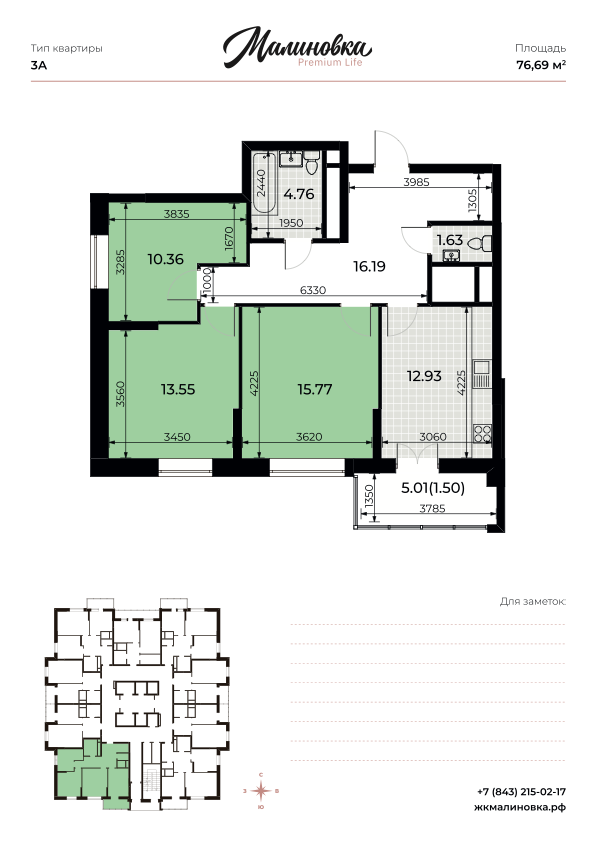 Тип квартиры
3А
Малиновка
Premium Life
Площадь
76,69 м²
3985
2440
4.76
1305
1950
3835
1670
1.63
3285
10.36
16.19
1000
6330
3560
13.55
4225
15.77
12.93
4225
3450
3620
3060
1350
5.01(1.50)
3785
Для заметок:
С
З
В
Ю
+7 (843) 215-02-17
жкмалиновка.рф